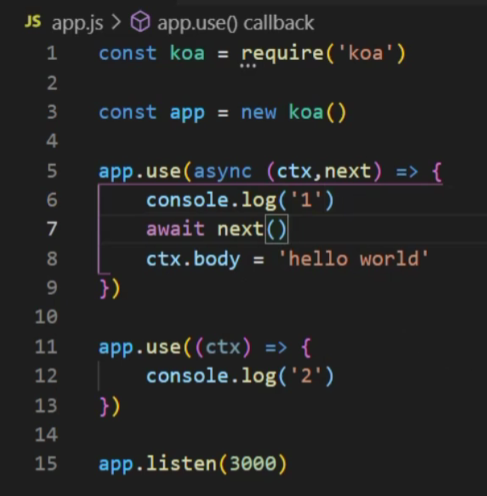 JS app.js > app.use() callback
1 const koa = require('koa')
2
3 const app = new koa()
4
5 app.use(async (ctx,next) => {
6 console.log('1')
7 await next()
8 ctx.body = 'hello world'
9 })
10
11 app.use((ctx) => {
12 console.log('2')
13 })
14
15 app.listen(3000)